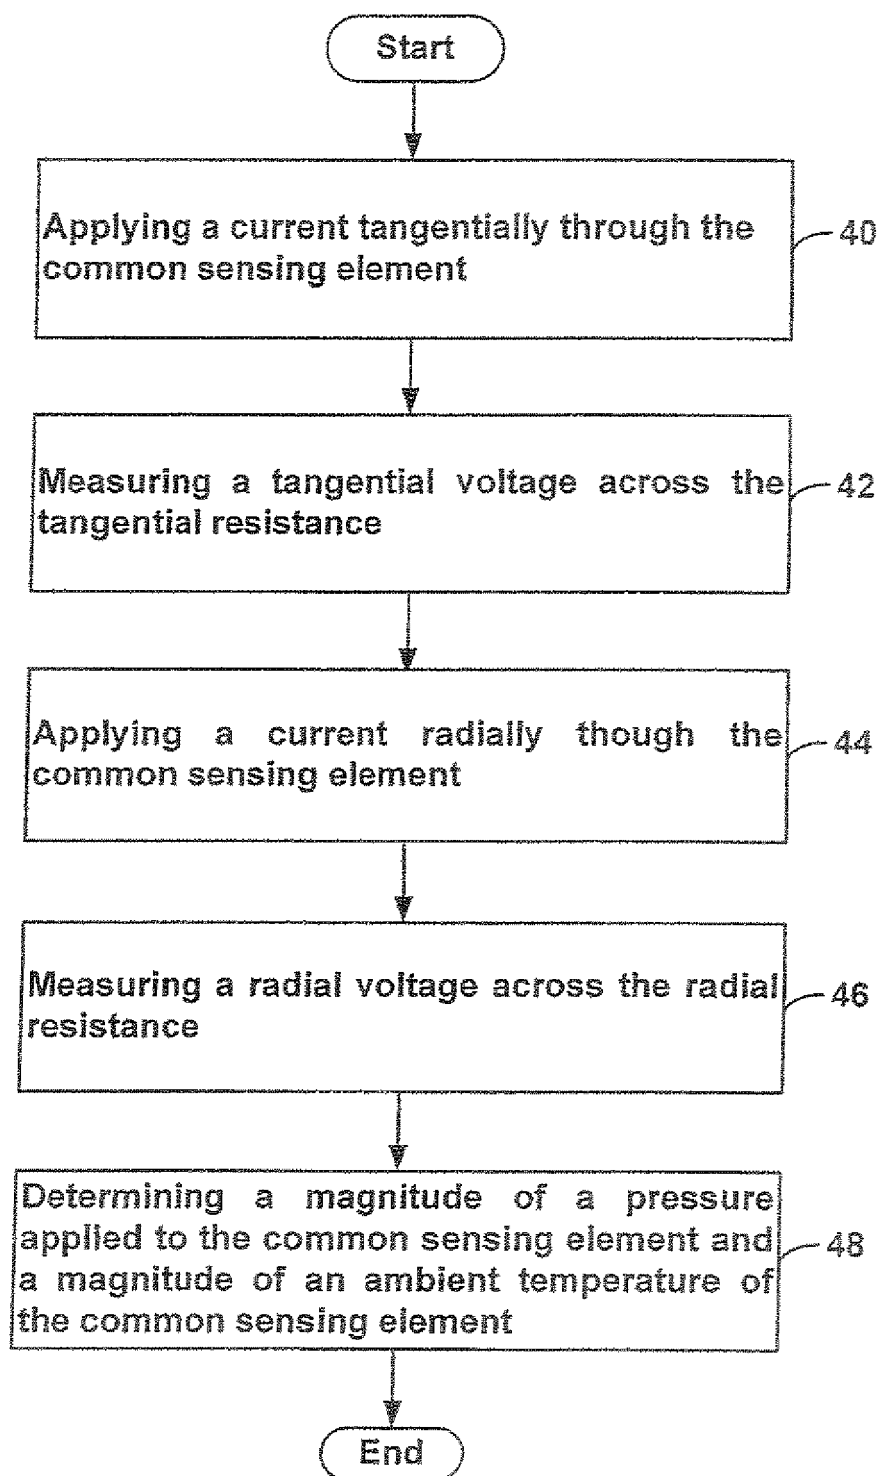 Start
Applying a current tangentially through the
common sensing element
40
Measuring a tangential voltage across the
tangential resistance
42
Applying a current radially though the
common sensing element
44
Measuring a radial voltage across the radial
resistance
46
Determining a magnitude of a pressure
applied to the common sensing element and
a magnitude of an ambient temperature of
the common sensing element
48
End